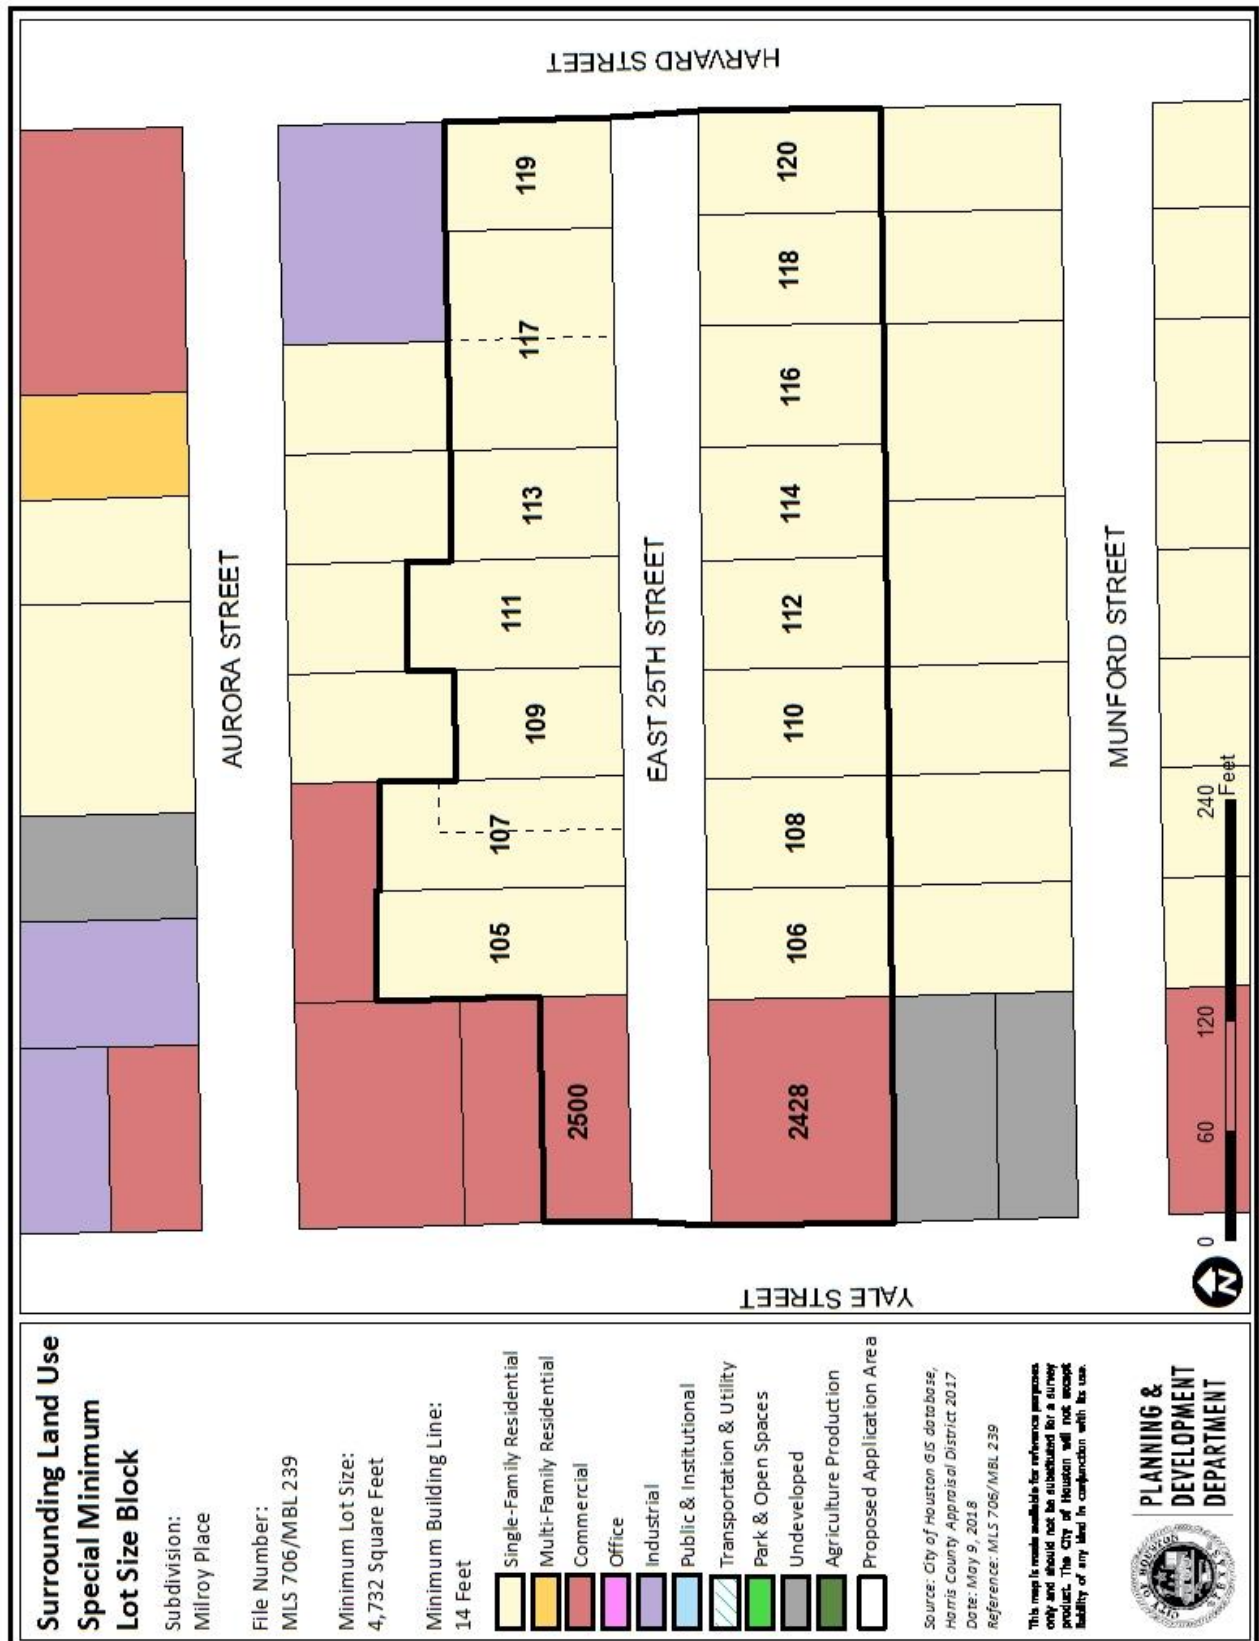 Surrounding Land Use
Special Minimum
Lot Size Block
Subdivision:
Milroy Place
File Number:
MLS 706/MBL 239
Minimum Lot Size:
4,732 Square Feet
Minimum Building Line:
14 Feet
Single-Family Residential
Multi-Family Residential
Commercial
Office
Industrial
Public & Institutional
Transportation & Utility
Park & Open Spaces
Undeveloped
Agriculture Production
Proposed Application Area
Source: City of Houston GIS database,
Harris County Appraisal District 2017
Date: May 9, 2018
Reference: MLS 706/MBL 239
This map is made available for reference purposes
only and should not be substituted for a survey
product. The City of Houston will not accept
liability of any kind in conjunction with its use.
CITY OF HOUSTON
TEXAS
PLANNING &
DEVELOPMENT
DEPARTMENT
YALE STREET
AURORA STREET
HARVARD STREET
2500
105
107
109
111
113
117
119
EAST 25TH STREET
2428
106
108
110
112
114
116
118
120
MUNFORD STREET
N
0
60
120
240
Feet